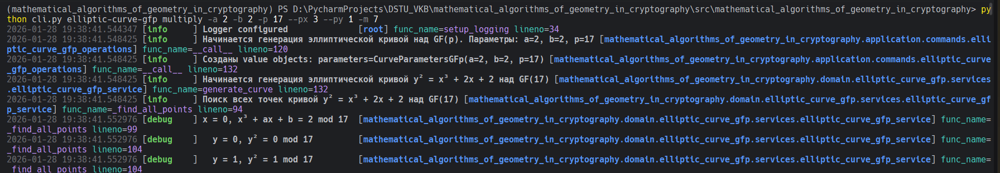 (mathematical_algorithms_of_geometry_in_cryptography) PS D:\PycharmProjects\DSTU_VKB\mathematical_algorithms_of_geometry_in_cryptography\src\mathematical_algorithms_of_geometry_in_cryptography> py
thon cli.py elliptic-curve-gfp multiply -a 2 -b 2 -p 17 --px 3 --py 1 -m 7
2026-01-28 19:38:41.544347 [info     ] Logger configured              [root] func_name=setup_logging lineno=34
2026-01-28 19:38:41.548425 [info     ] Начинается генерация эллиптической кривой над GF(p). Параметры: a=2, b=2, p=17 [mathematical_algorithms_of_geometry_in_cryptography.application.commands.elli
ptic_curve_gfp_operations] func_name=__call__ lineno=120
2026-01-28 19:38:41.548425 [info     ] Созданы value objects: parameters=CurveParametersGFp(a=2, b=2, p=17) [mathematical_algorithms_of_geometry_in_cryptography.application.commands.elliptic_curve
_gfp_operations] func_name=__call__ lineno=132
2026-01-28 19:38:41.548425 [info     ] Начинается генерация эллиптической кривой y² = x³ + 2x + 2 над GF(17) [mathematical_algorithms_of_geometry_in_cryptography.domain.elliptic_curve_gfp.services
.elliptic_curve_gfp_service] func_name=generate_curve lineno=132
2026-01-28 19:38:41.548425 [info     ] Поиск всех точек кривой y² = x³ + 2x + 2 над GF(17) [mathematical_algorithms_of_geometry_in_cryptography.domain.elliptic_curve_gfp.services.elliptic_curve_gf
p_service] func_name=_find_all_points lineno=94
2026-01-28 19:38:41.552976 [debug    ] x = 0, x³ + ax + b = 2 mod 17  [mathematical_algorithms_of_geometry_in_cryptography.domain.elliptic_curve_gfp.services.elliptic_curve_gfp_service] func_name=
_find_all_points lineno=99
2026-01-28 19:38:41.552976 [debug    ]   y = 0, y² = 0 mod 17         [mathematical_algorithms_of_geometry_in_cryptography.domain.elliptic_curve_gfp.services.elliptic_curve_gfp_service] func_name=
_find_all_points lineno=104
2026-01-28 19:38:41.552976 [debug    ]   y = 1, y² = 1 mod 17         [mathematical_algorithms_of_geometry_in_cryptography.domain.elliptic_curve_gfp.services.elliptic_curve_gfp_service] func_name=
_find_all_points lineno=104